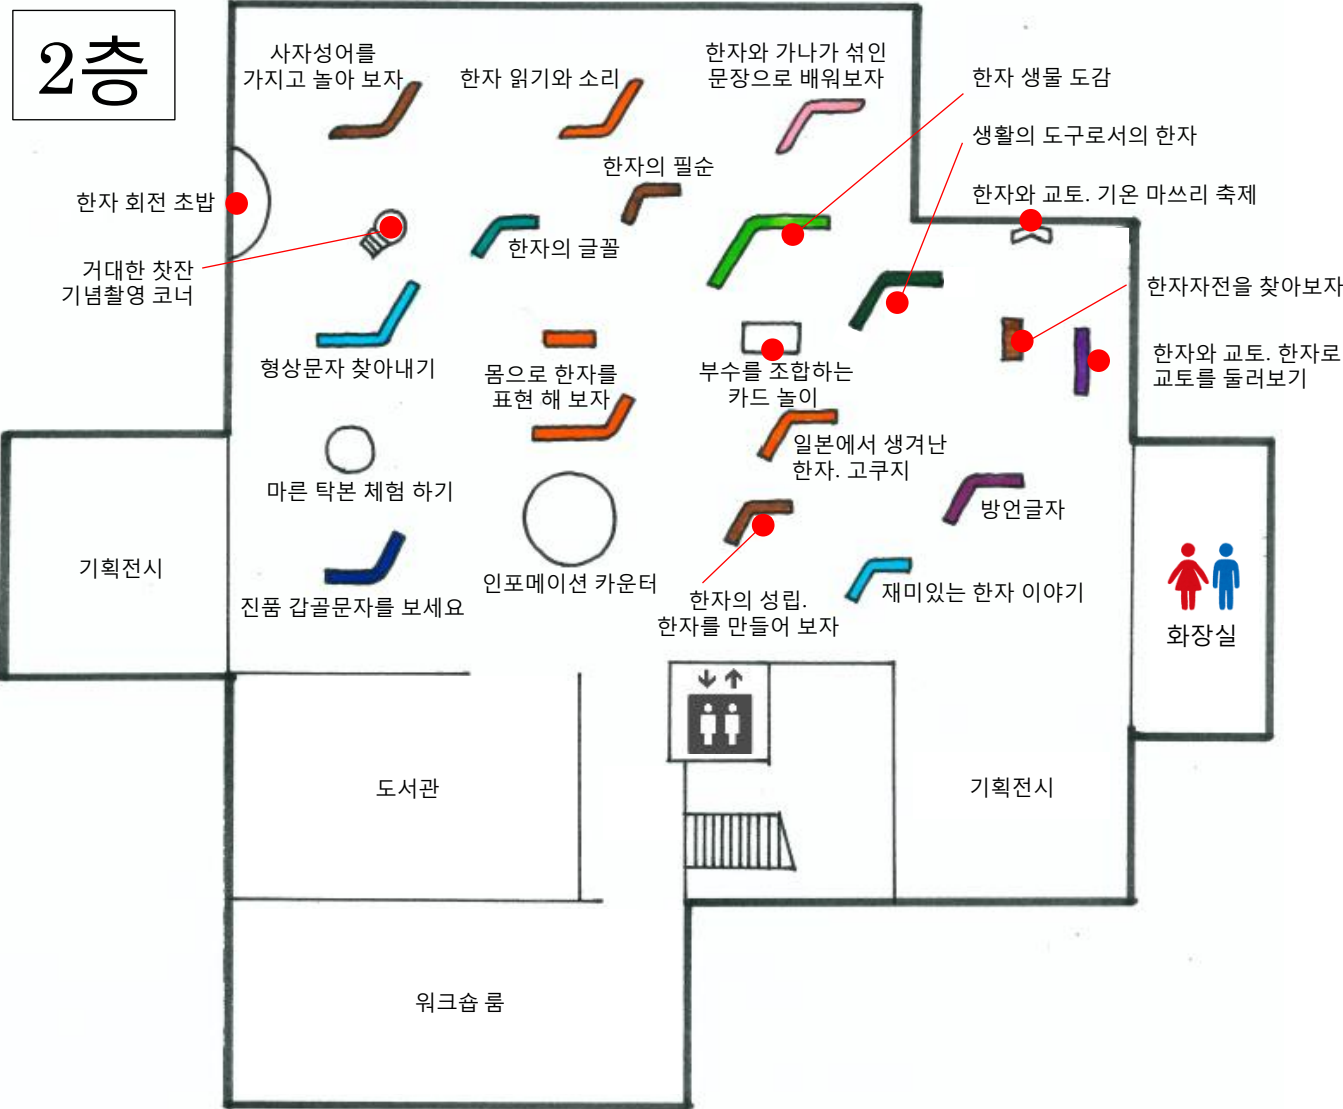 2층
사자성어를
가지고 놀아 보자
한자 읽기와 소리
한자와 가나가 섞인
문장으로 배워보자
한자 생물 도감
생활의 도구로서의 한자
한자의 필순
한자와 교토. 기온 마쓰리 축제
한자 회전 초밥
한자의 글꼴
거대한 찻잔
기념촬영 코너
한자자전을 찾아보자
형상문자 찾아내기
몸으로 한자를
표현 해 보자
부수를 조합하는
카드 놀이
한자와 교토. 한자로
교토를 둘러보기
일본에서 생겨난
한자. 고쿠지
마른 탁본 체험 하기
방언글자
기획전시
인포메이션 카운터
진품 갑골문자를 보세요
한자의 성립.
한자를 만들어 보자
재미있는 한자 이야기
화장실
도서관
기획전시
워크숍 룸